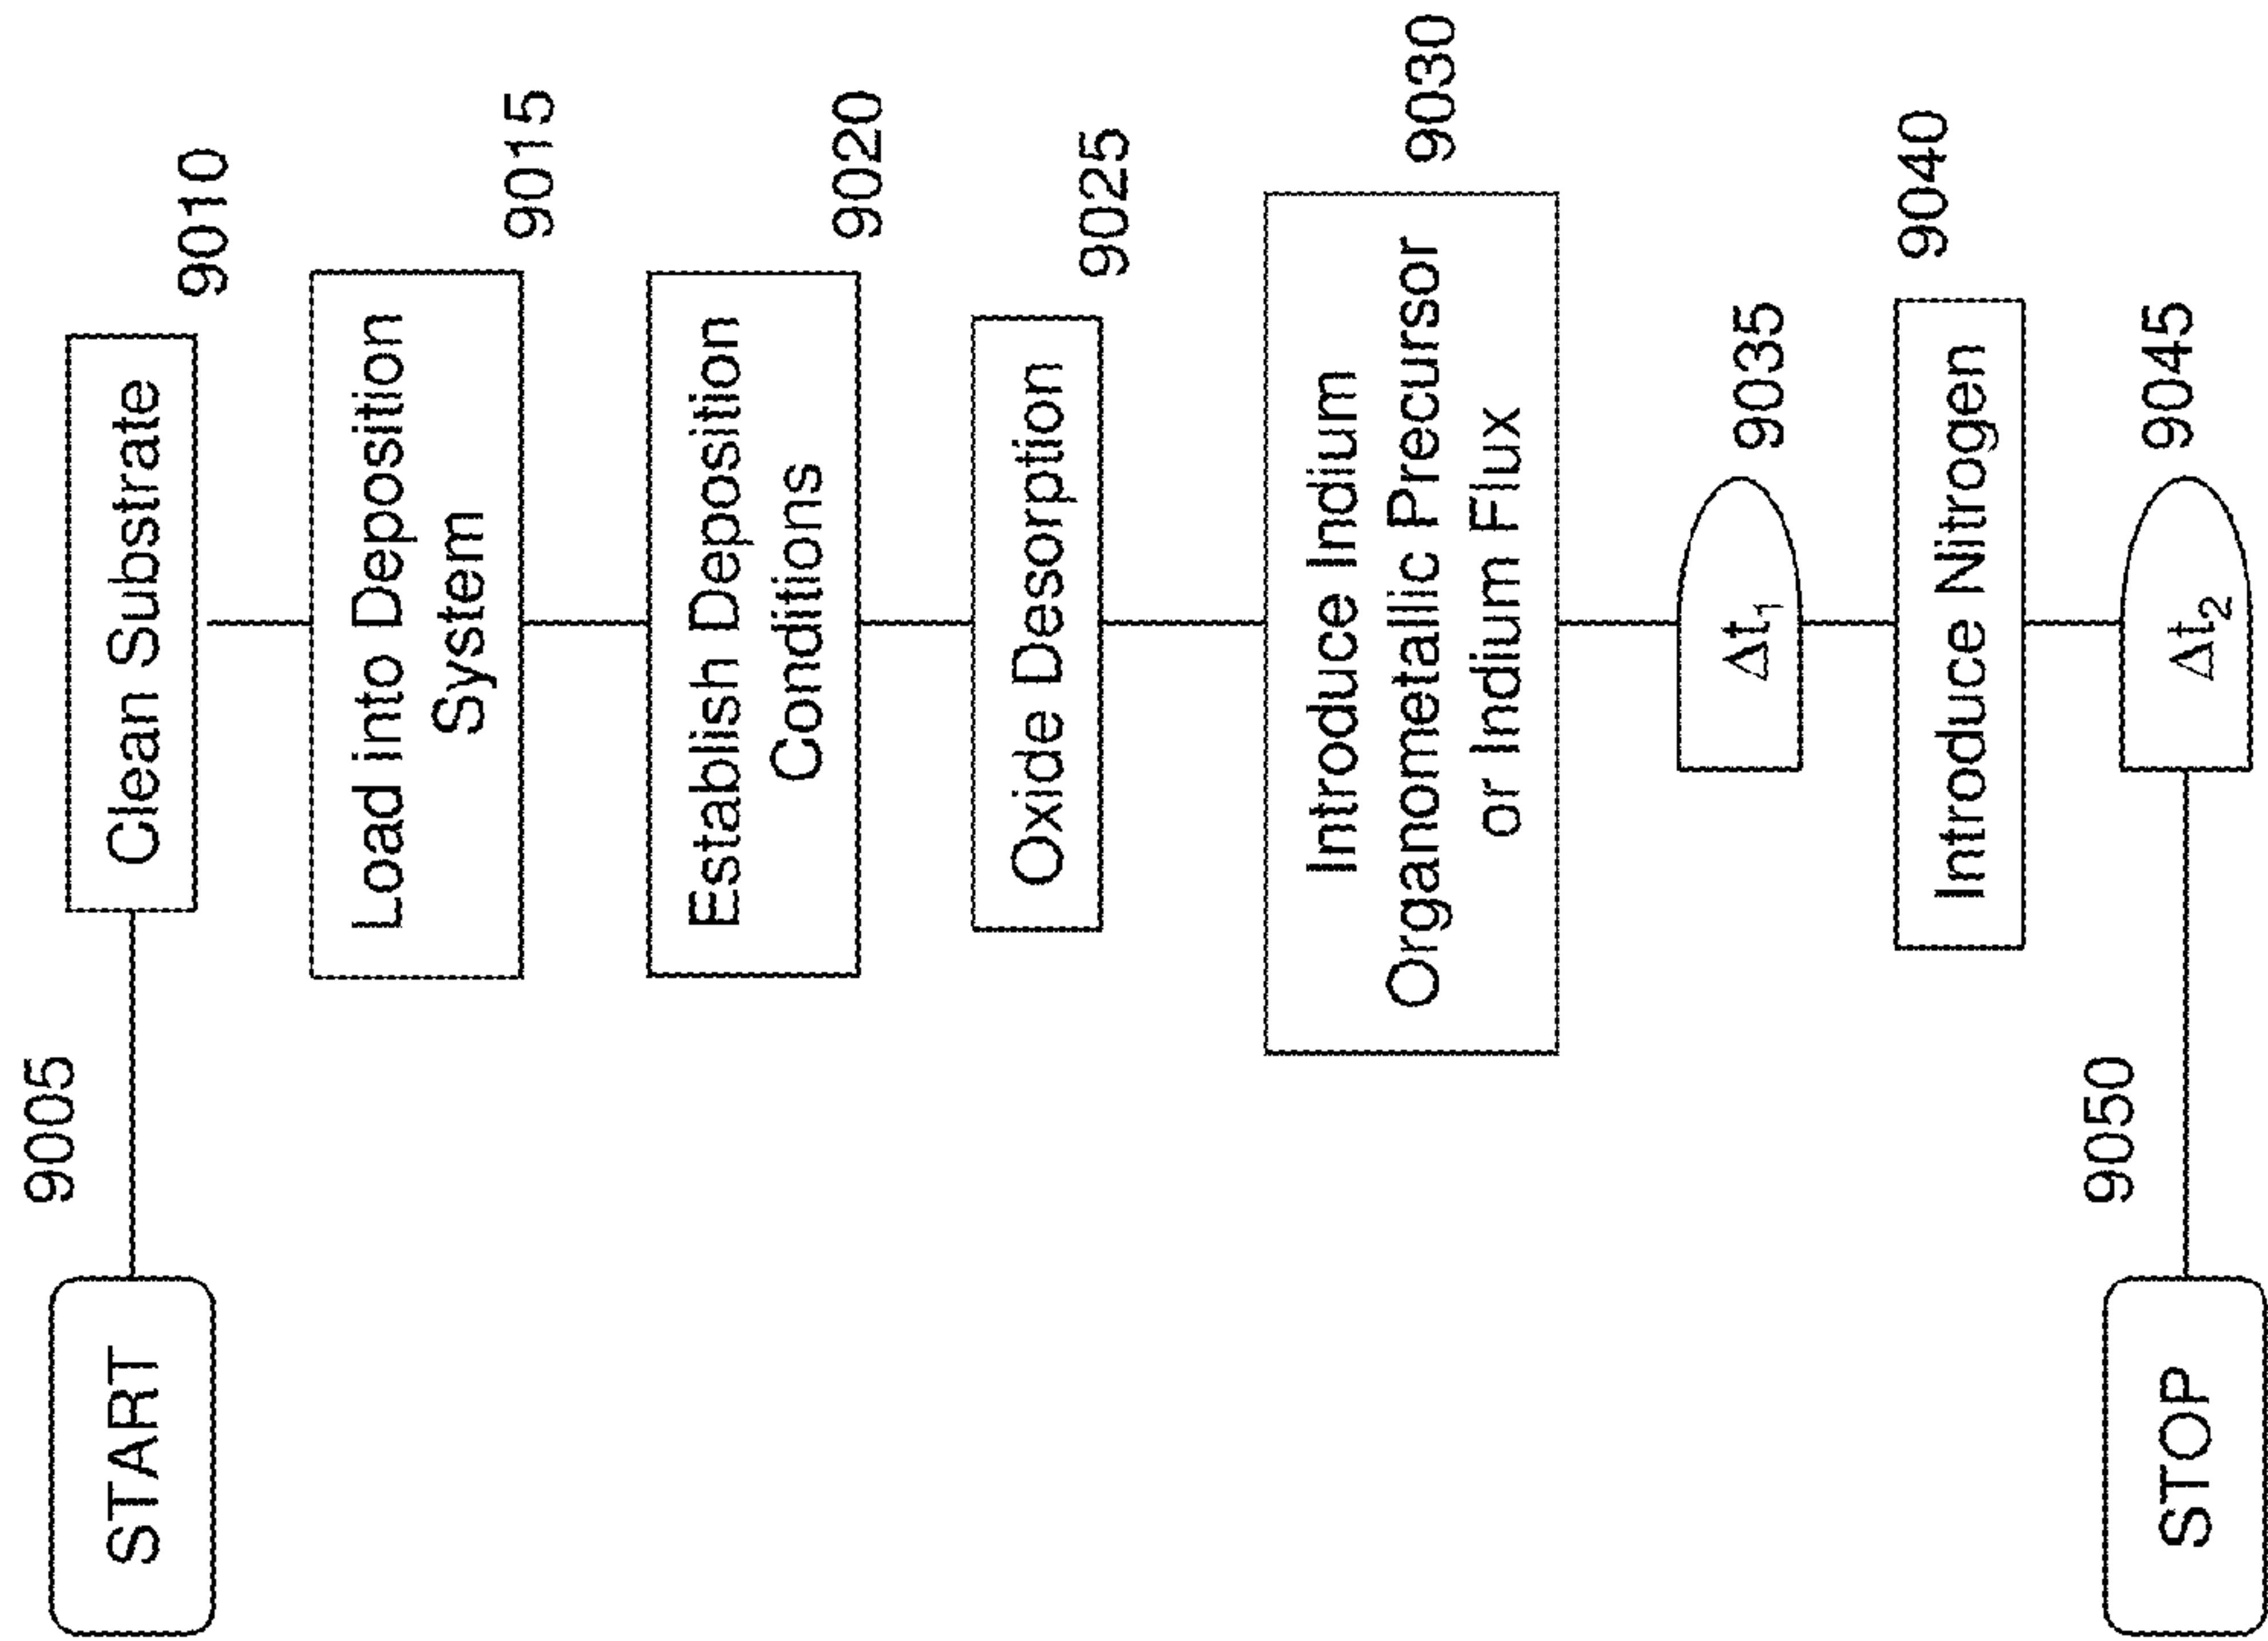 9005
START
Clean Substrate
9010
Load into Deposition
System
9015
Establish Deposition
Conditions
9020
Oxide Desorption
9025
Introduce Indium
Organometallic Precursor
or Indium Flux
9030
Δt₁
9035
Introduce Nitrogen
9040
Δt₂
9045
9050
STOP